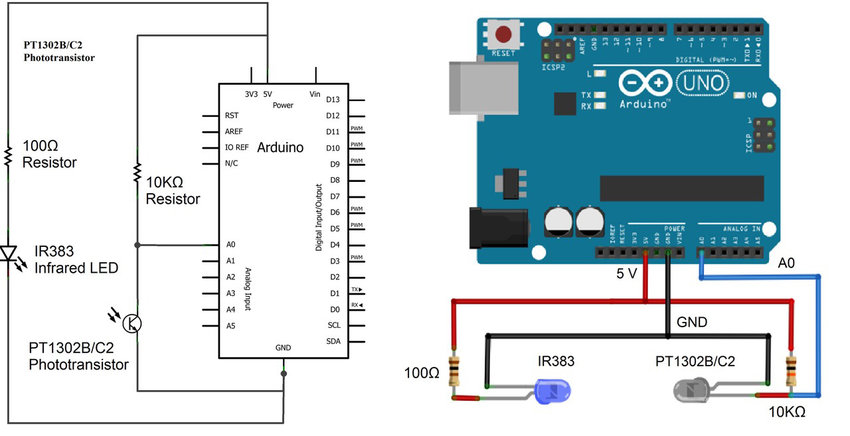 PT1302B/C2
Phototransistor
3V3 5V Vin
Power
RST
AREF
IO REF
N/C
Arduino
D13
D12
D11 PWM
D10 PWM
D9 PWM
D8
D7
D6 PWM
D5 PWM
D4
D3 PWM
D2
D1 TX▶
D0 RX◀
SCL
SDA
Digital Input/Output
Analog Input
A0
A1
A2
A3
A4
A5
GND
100Ω
Resistor
10KΩ
Resistor
IR383
Infrared LED
PT1302B/C2
Phototransistor
RESET
ICSP2
AREF
GND
13
12
~11
~10
~9
8
7
~6
~5
4
~3
2
TX▸1
RX◂0
DIGITAL (PWM=~)
L
TX
RX
Arduino
TM
UNO
ON
1
ICSP
IOREF
RESET
3V3
5V
GND
GND
VIN
POWER
ANALOG IN
A0
A1
A2
A3
A4
A5
5 V
A0
GND
100Ω
IR383
PT1302B/C2
10KΩ